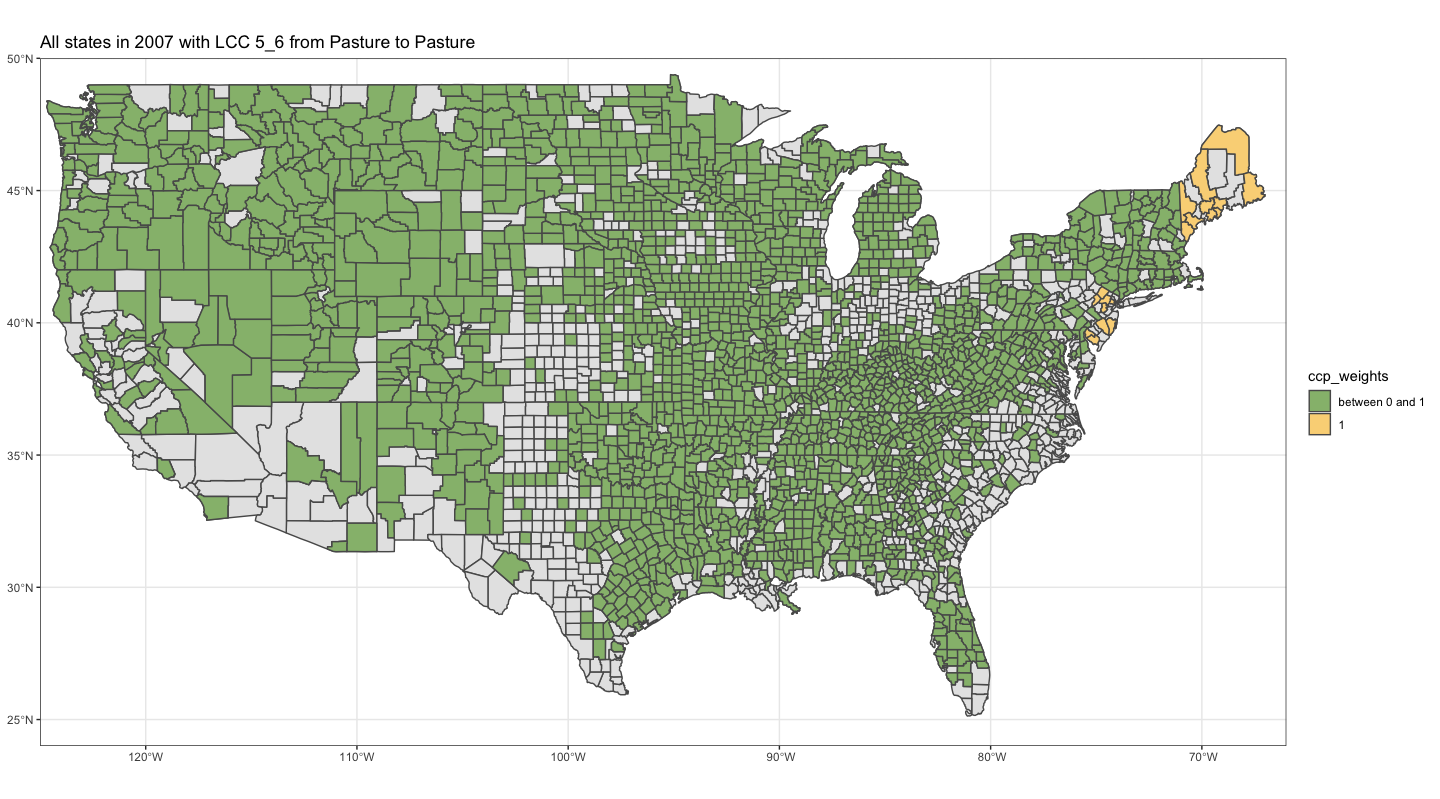 All states in 2007 with LCC 5_6 from Pasture to Pasture
50°N
45°N
40°N
35°N
30°N
25°N
120°W
110°W
100°W
90°W
80°W
70°W
ccp_weights
between 0 and 1
1